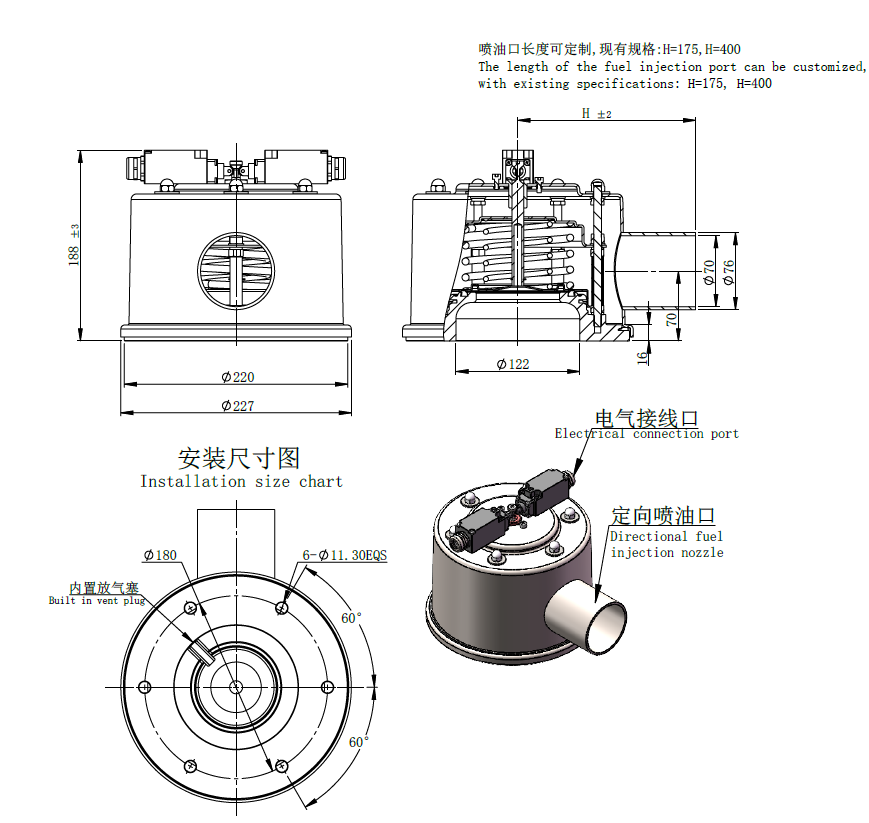 喷油口长度可定制,现有规格:H=175,H=400
The length of the fuel injection port can be customized,
with existing specifications: H=175, H=400
H ±2
188 ±3
Ø70
Ø76
70
16
Ø122
Ø220
Ø227
电气接线口
Electrical connection port
安装尺寸图
Installation size chart
定向喷油口
Directional fuel
injection nozzle
Ø180
6-Ø11.30EQS
内置放气塞
Built in vent plug
60°
60°